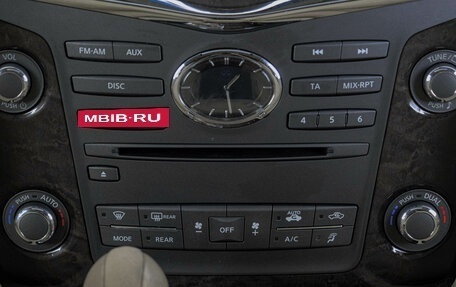 VOL
FM·AM AUX
TUNE/
DISC
TA MIX·RPT
PUSH
PUSH
MBIB·RU
4 5 6
PUSH AUTO
REAR
AUTO
PUSH DUAL
MODE REAR OFF A/C